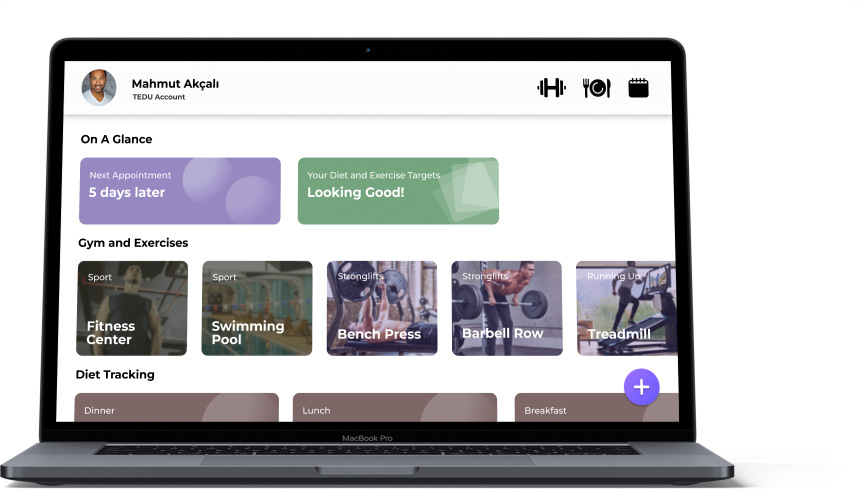 Mahmut Akçalı
TEDU Account
On A Glance
Next Appointment
5 days later
Your Diet and Exercise Targets
Looking Good!
Gym and Exercises
Sport
Fitness
Center
Sport
Swimming
Pool
Stronglifts
Bench Press
Stronglifts
Barbell Row
Running Up
Treadmill
Diet Tracking
Dinner
Lunch
Breakfast
MacBook Pro